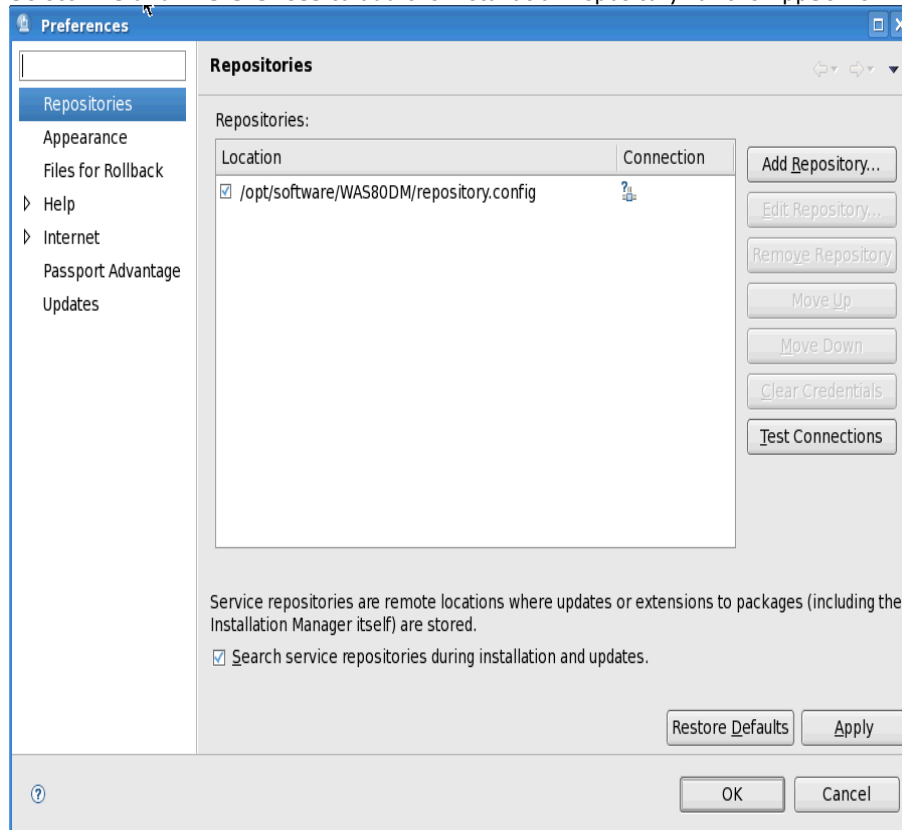 Preferences
Repositories
Appearance
Files for Rollback
Help
Internet
Passport Advantage
Updates
Repositories
Repositories:
Location Connection
/opt/software/WAS80DM/repository.config
Add Repository...
Edit Repository...
Remove Repository
Move Up
Move Down
Clear Credentials
Test Connections
Service repositories are remote locations where updates or extensions to packages (including the
Installation Manager itself) are stored.
Search service repositories during installation and updates.
Restore Defaults Apply
OK Cancel